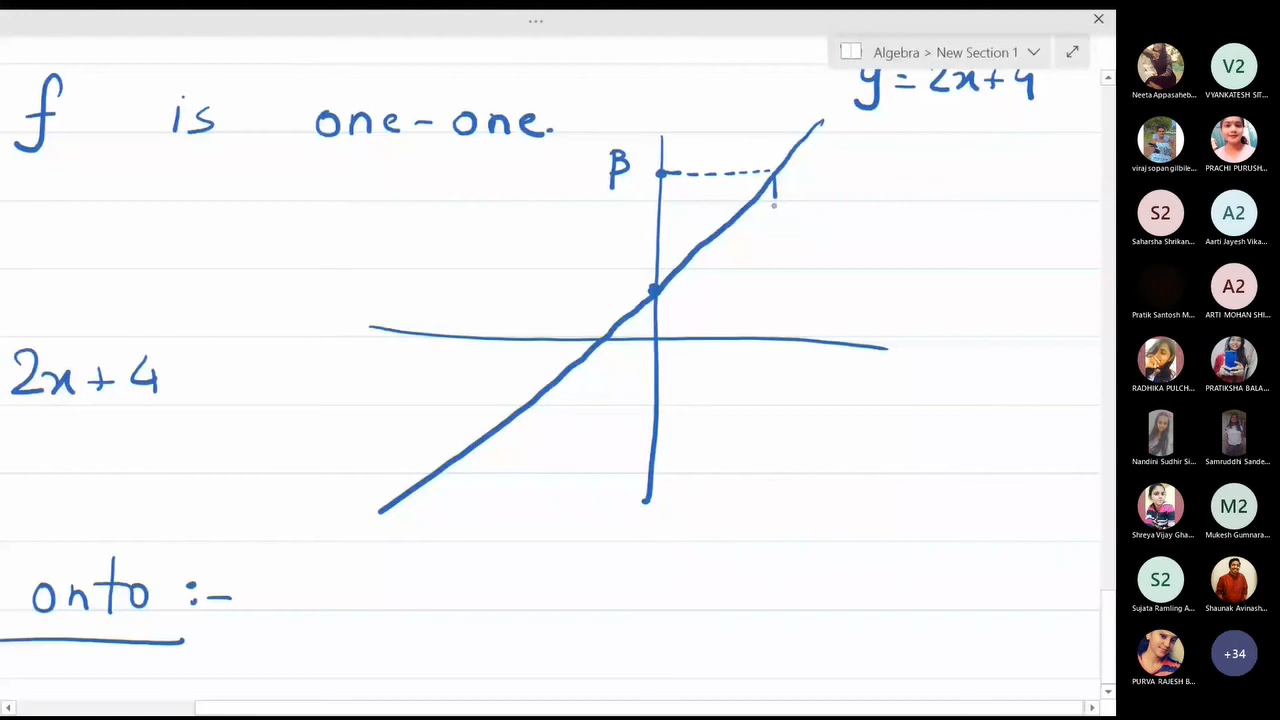 Algebra > New Section 1
y = 2x + 4
f is one-one.
β
2x + 4
onto :-
Neeta Appasaheb...
V2
VYANKATESH SIT...
viraj sopan gilbile...
PRACHI PURUSH...
S2
Saharsha Shrikan...
A2
Aarti Jayesh Vika...
Pratik Santosh M...
A2
ARTI MOHAN SHI...
RADHIKA PULCH...
PRATIKSHA BALA...
Nandini Sudhir Si...
Samruddhi Sande...
Shreya Vijay Gha...
M2
Mukesh Gumnara...
S2
Sujata Ramling A...
Shaunak Avinash...
PURVA RAJESH B...
+34